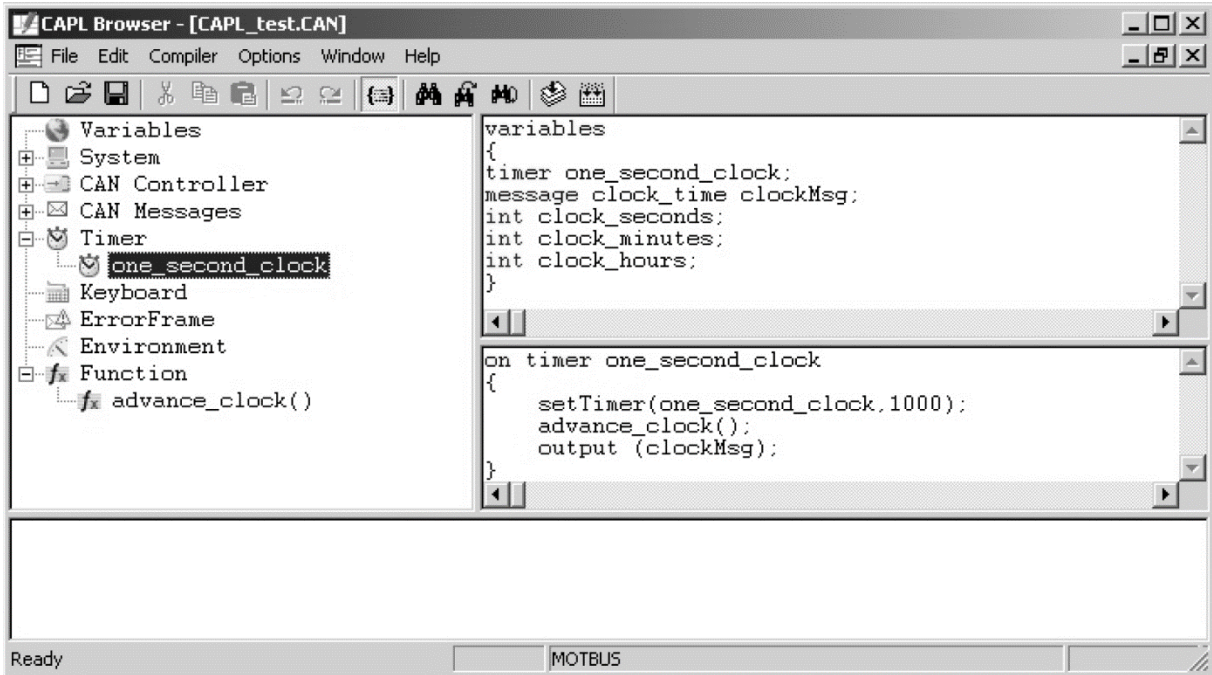 CAPL Browser - [CAPL_test.CAN]
File Edit Compiler Options Window Help
Variables
System
CAN Controller
CAN Messages
Timer
one_second_clock
Keyboard
ErrorFrame
Environment
Function
advance_clock()
variables
{
timer one_second_clock;
message clock_time clockMsg;
int clock_seconds;
int clock_minutes;
int clock_hours;
}
on timer one_second_clock
{
setTimer(one_second_clock,1000);
advance_clock();
output (clockMsg);
}
Ready MOTBUS